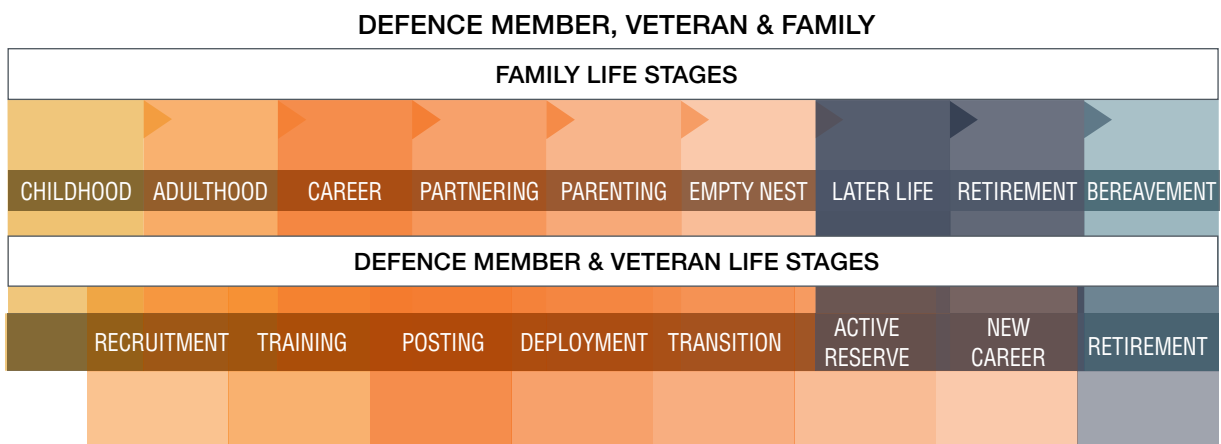 DEFENCE MEMBER, VETERAN & FAMILY
FAMILY LIFE STAGES
CHILDHOOD ADULTHOOD CAREER PARTNERING PARENTING EMPTY NEST LATER LIFE RETIREMENT BEREAVEMENT
DEFENCE MEMBER & VETERAN LIFE STAGES
RECRUITMENT TRAINING POSTING DEPLOYMENT TRANSITION ACTIVE RESERVE NEW CAREER RETIREMENT